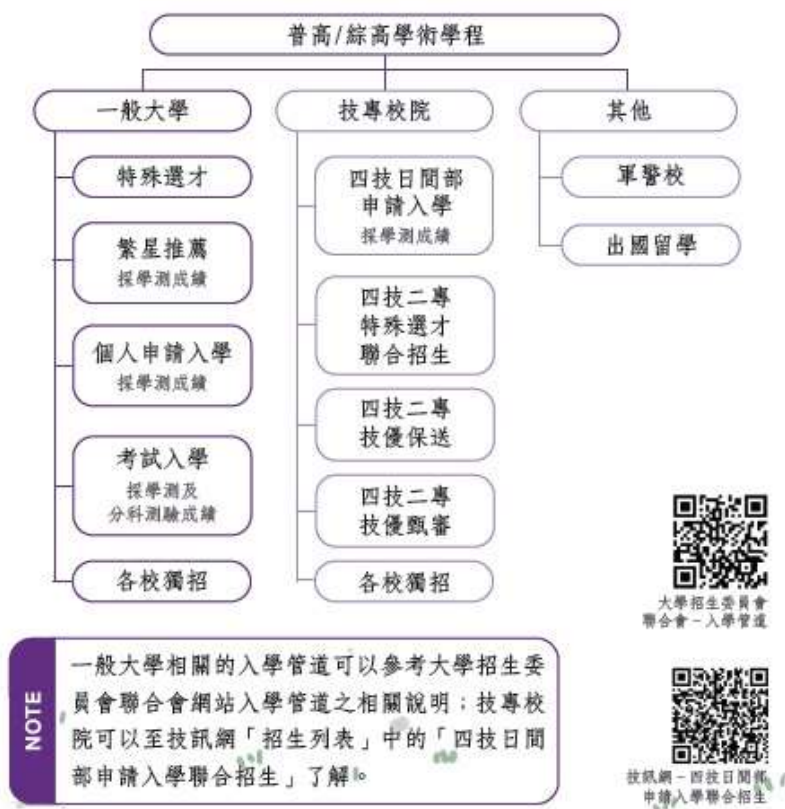 普高/綜高學術學程
一般大學
特殊選才
繁星推薦
採學測成績
個人申請入學
採學測成績
考試入學
採學測及
分科測驗成績
各校獨招
技專校院
四技日間部
申請入學
採學測成績
四技二專
特殊選才
聯合招生
四技二專
技優保送
四技二專
技優甄審
各校獨招
其他
軍警校
出國留學
大學招生委員會
聯合會－入學管道
NOTE
一般大學相關的入學管道可以參考大學招生委
員會聯合會網站入學管道之相關說明；技專校
院可以至技訊網「招生列表」中的「四技日間
部申請入學聯合招生」了解。
技訊網－四技日間部
申請入學聯合招生